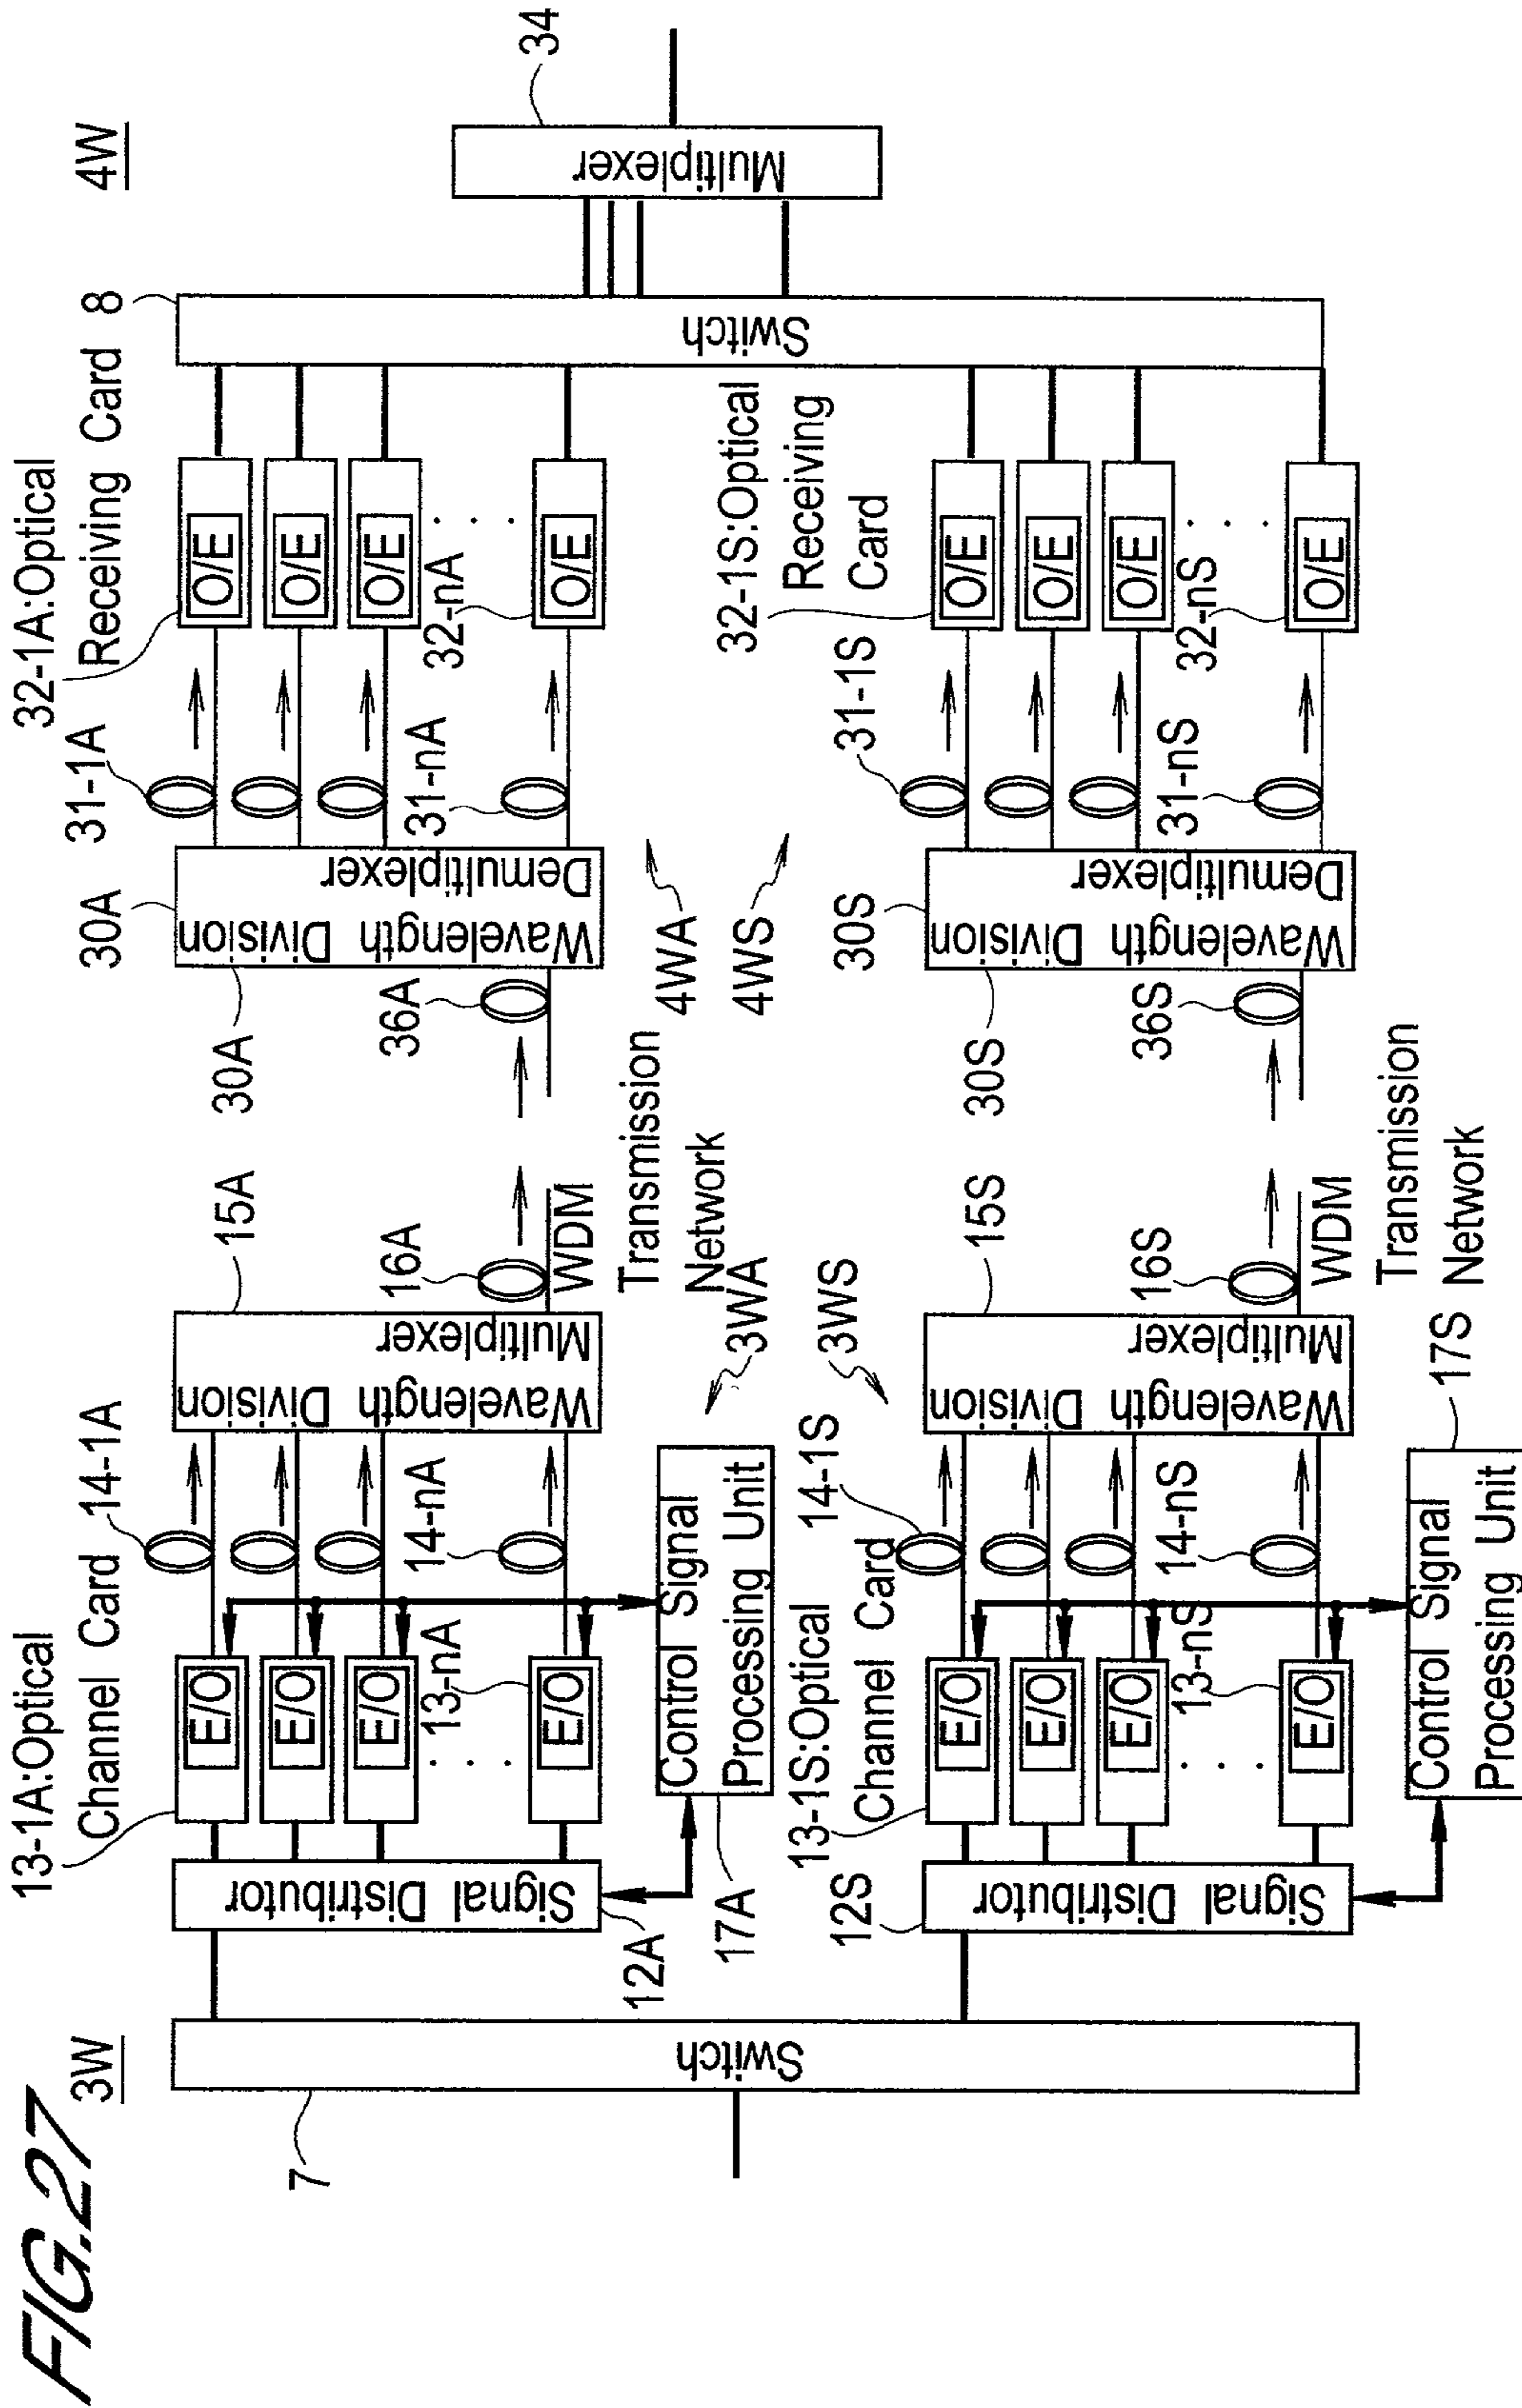 FIG.27
3W
4W
7
Switch
13-1A:Optical
Channel Card
14-1A
E/O
E/O
E/O
. . .
13-nA
E/O
14-nA
Signal Distributor
12A
Control Signal
Processing Unit
17A
Wavelength Division
Multiplexer
15A
16A
WDM
Transmission
Network
3WA
36A
30A
30A
Wavelength Division
Demultiplexer
4WA
31-1A
31-nA
32-1A:Optical
Receiving Card
O/E
O/E
O/E
. . .
32-nA
O/E
8
Switch
Multiplexer
34
13-1S:Optical
Channel Card
14-1S
12S
Signal Distributor
E/O
E/O
E/O
. . .
13-nS
E/O
14-nS
Control Signal
Processing Unit
17S
3WS
Wavelength Division
Multiplexer
15S
16S
WDM
Transmission
Network
36S
30S
30S
Wavelength Division
Demultiplexer
4WS
31-1S
31-nS
32-1S:Optical
Receiving
Card
O/E
O/E
O/E
. . .
32-nS
O/E